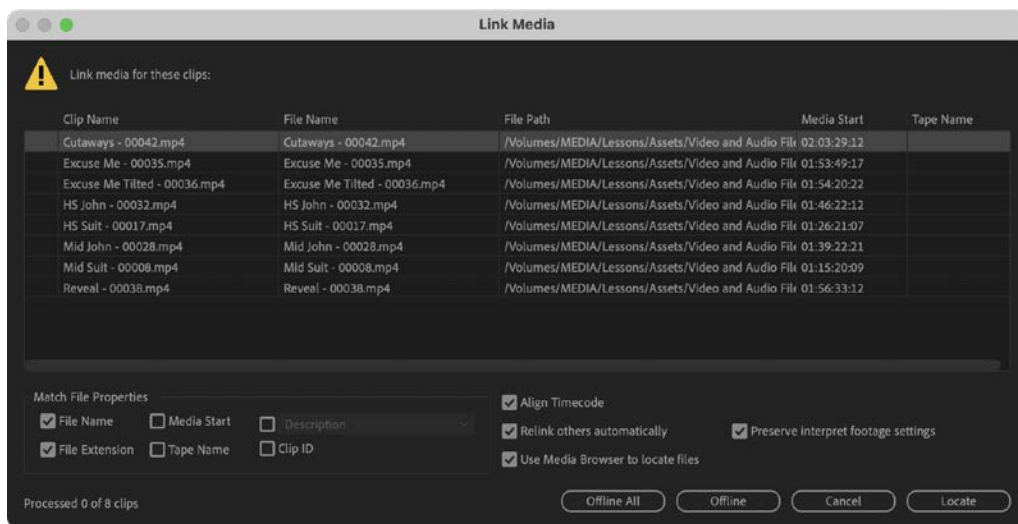 Link Media
Link media for these clips:
Clip Name File Name File Path Media Start Tape Name
Cutaways - 00042.mp4 Cutaways - 00042.mp4 /Volumes/MEDIA/Lessons/Assets/Video and Audio File 02:03:29:12
Excuse Me - 00035.mp4 Excuse Me - 00035.mp4 /Volumes/MEDIA/Lessons/Assets/Video and Audio File 01:53:49:17
Excuse Me Tilted - 00036.mp4 Excuse Me Tilted - 00036.mp4 /Volumes/MEDIA/Lessons/Assets/Video and Audio File 01:54:20:22
HS John - 00032.mp4 HS John - 00032.mp4 /Volumes/MEDIA/Lessons/Assets/Video and Audio File 01:46:22:12
HS Suit - 00017.mp4 HS Suit - 00017.mp4 /Volumes/MEDIA/Lessons/Assets/Video and Audio File 01:26:21:07
Mid John - 00028.mp4 Mid John - 00028.mp4 /Volumes/MEDIA/Lessons/Assets/Video and Audio File 01:39:22:21
Mid Suit - 00008.mp4 Mid Suit - 00008.mp4 /Volumes/MEDIA/Lessons/Assets/Video and Audio File 01:15:20:09
Reveal - 00038.mp4 Reveal - 00038.mp4 /Volumes/MEDIA/Lessons/Assets/Video and Audio File 01:56:33:12
Match File Properties
File Name Media Start Description
File Extension Tape Name Clip ID
Align Timecode
Relink others automatically Preserve interpret footage settings
Use Media Browser to locate files
Processed 0 of 8 clips Offline All Offline Cancel Locate